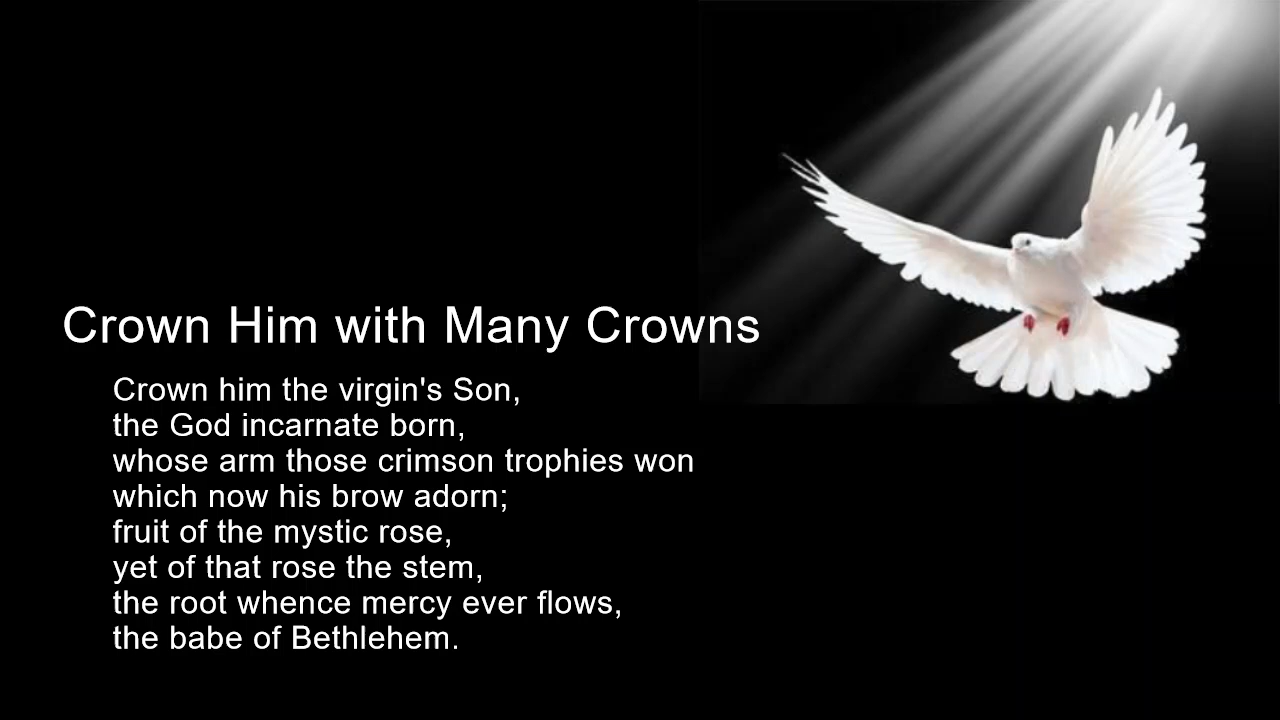 Crown Him with Many Crowns
Crown him the virgin's Son,
the God incarnate born,
whose arm those crimson trophies won
which now his brow adorn;
fruit of the mystic rose,
yet of that rose the stem,
the root whence mercy ever flows,
the babe of Bethlehem.